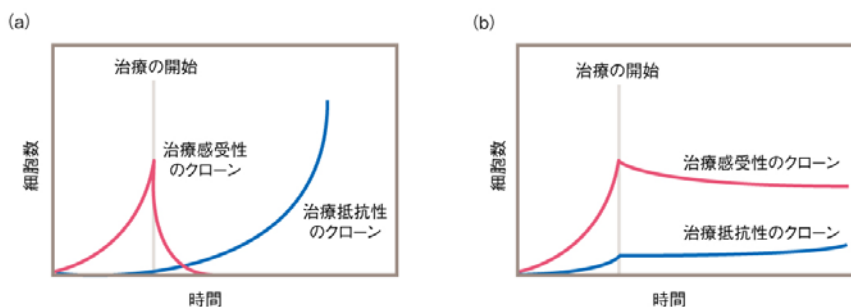 (a)
治療の開始
治療感受性
のクローン
治療抵抗性
のクローン
細胞数
時間
(b)
治療の開始
治療感受性のクローン
治療抵抗性のクローン
細胞数
時間